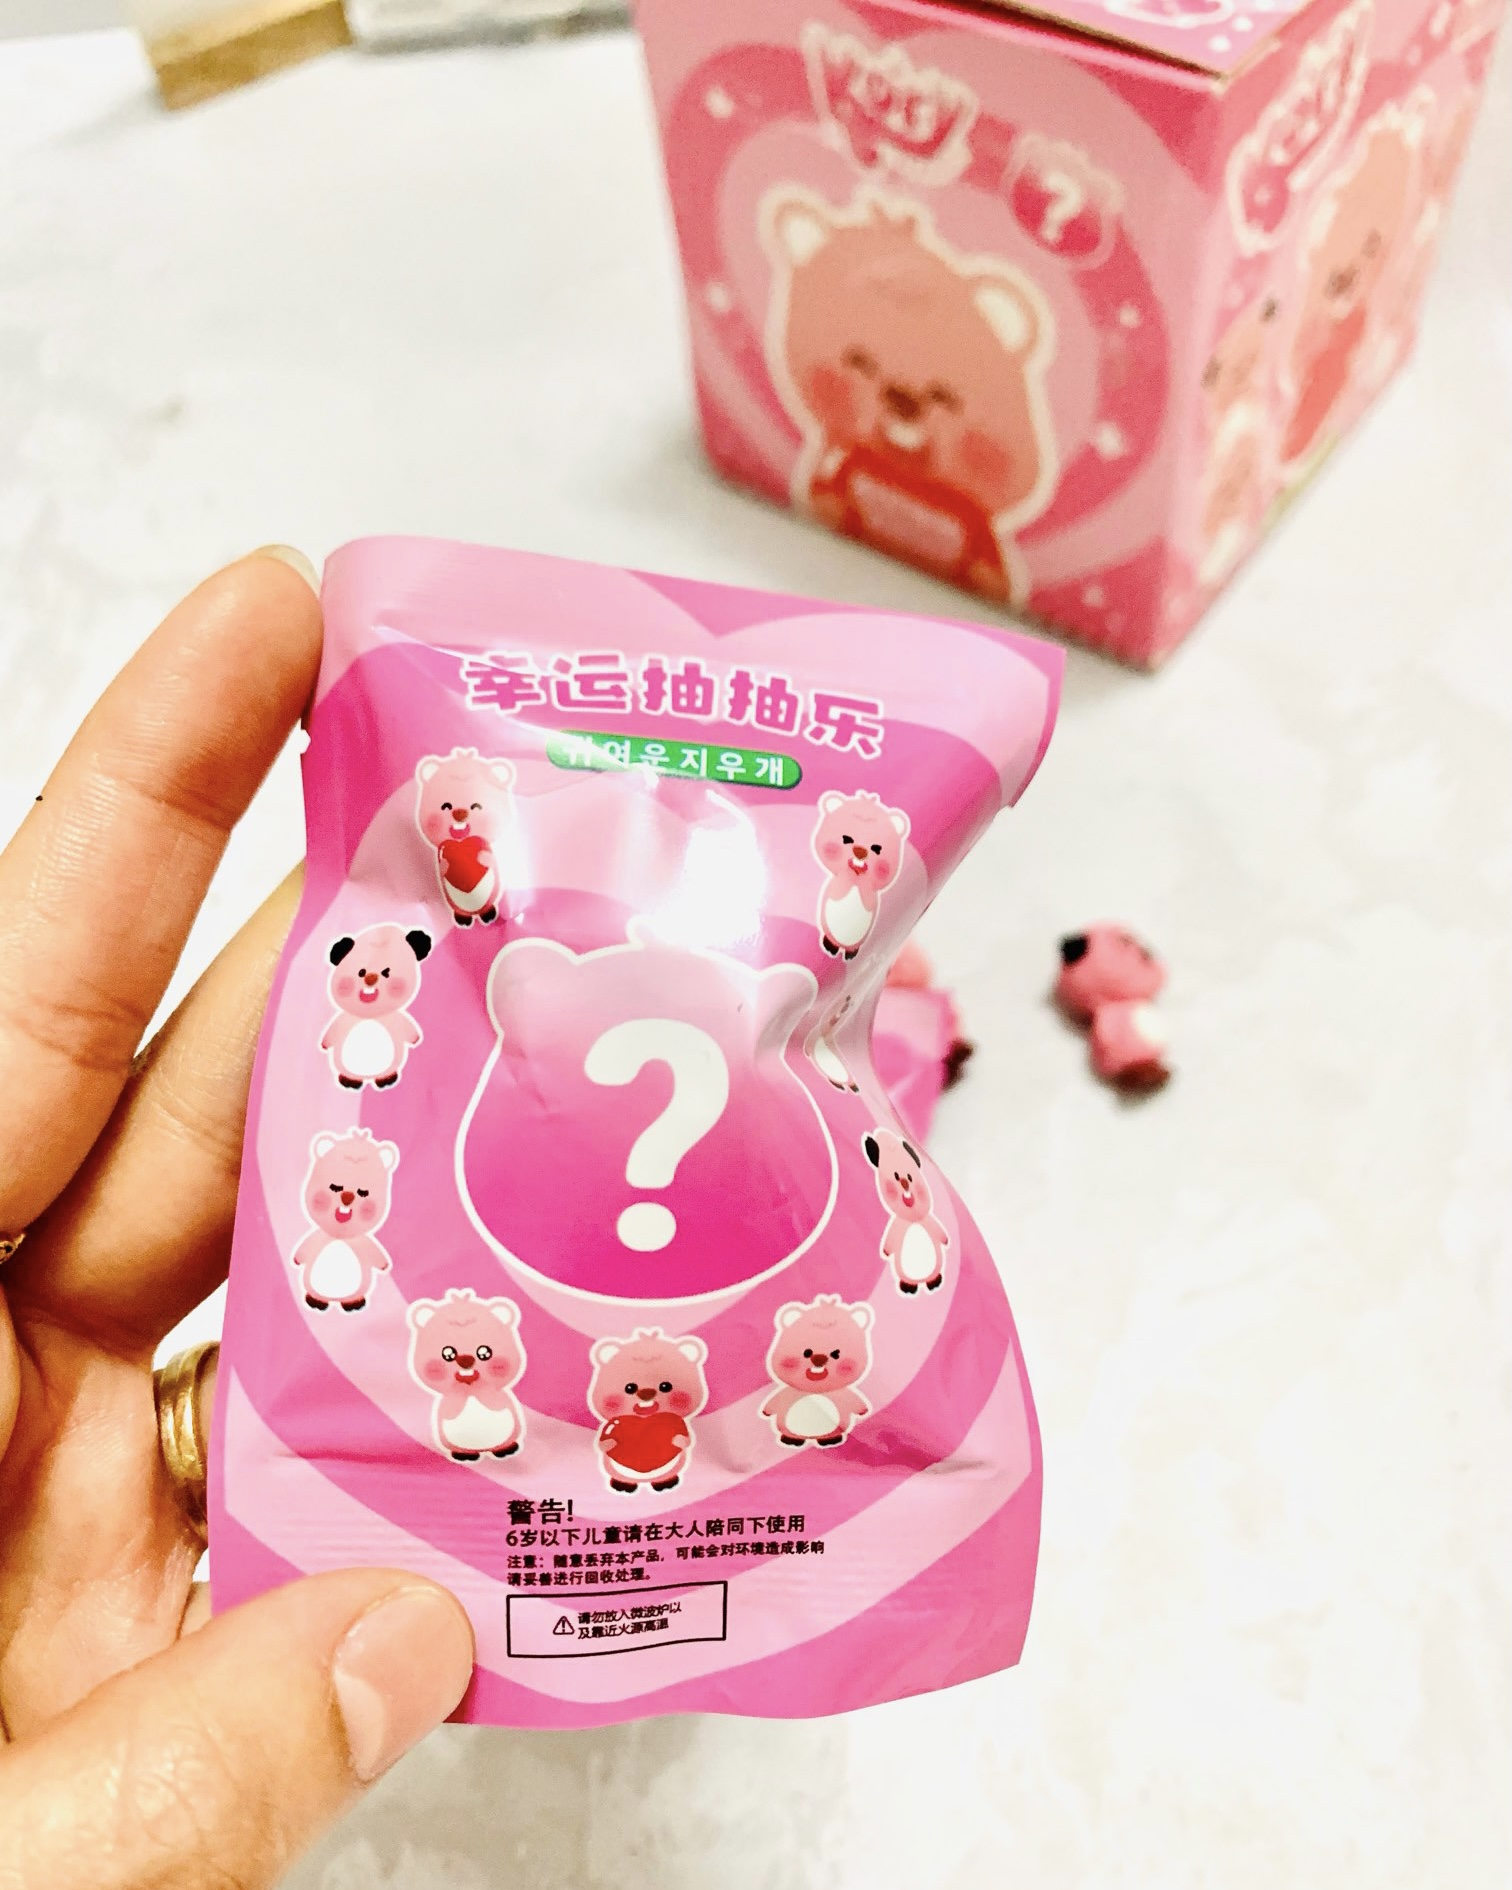 幸运抽抽乐
귀여운지우개
?
警告!
6岁以下儿童请在大人陪同下使用
注意：随意丢弃本产品，可能会对环境造成影响
请妥善进行回收处理。
请勿放入微波炉以
及靠近火源高温
?